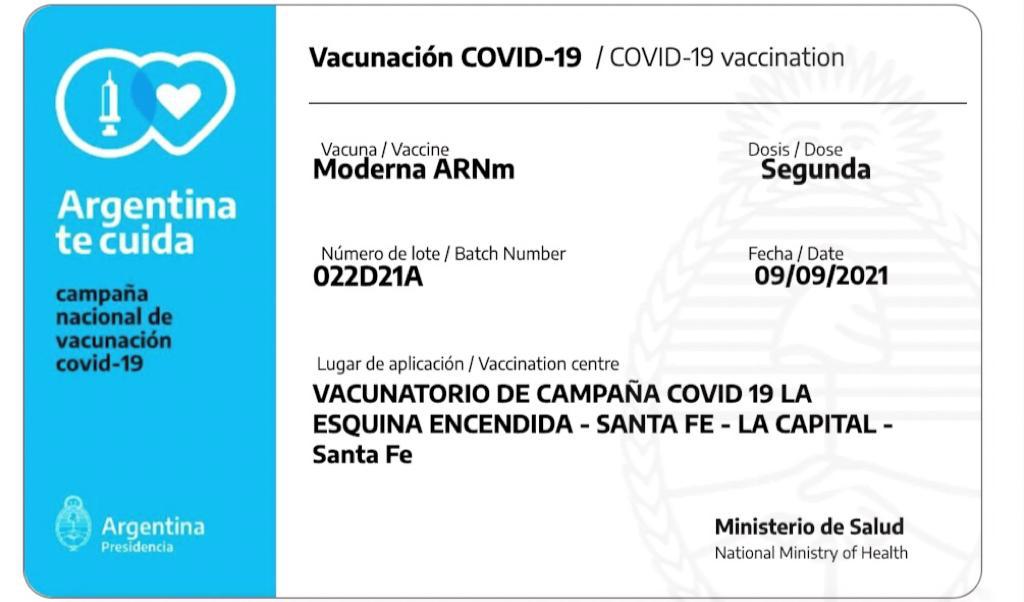 Argentina
te cuida
campaña
nacional de
vacunación
covid-19
Argentina
Presidencia
Vacunación COVID-19 / COVID-19 vaccination
Vacuna / Vaccine
Moderna ARNm
Dosis / Dose
Segunda
Número de lote / Batch Number
022D21A
Fecha / Date
09/09/2021
Lugar de aplicación / Vaccination centre
VACUNATORIO DE CAMPAÑA COVID 19 LA
ESQUINA ENCENDIDA - SANTA FE - LA CAPITAL -
Santa Fe
Ministerio de Salud
National Ministry of Health